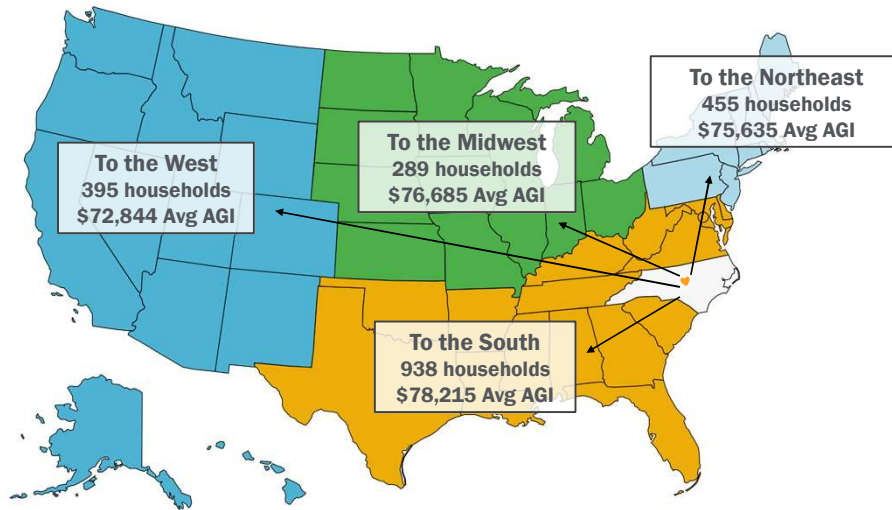 To the Northeast
455 households
$75,635 Avg AGI
To the Midwest
289 households
$76,685 Avg AGI
To the West
395 households
$72,844 Avg AGI
To the South
938 households
$78,215 Avg AGI